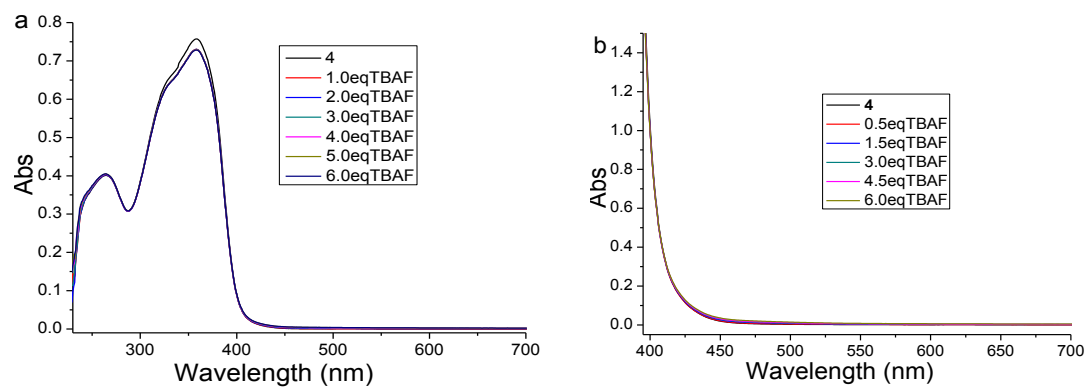 a
0.8
0.7
0.6
0.5
0.4
0.3
0.2
0.1
0.0
Abs
300 400 500 600 700
Wavelength (nm)
4
1.0eqTBAF
2.0eqTBAF
3.0eqTBAF
4.0eqTBAF
5.0eqTBAF
6.0eqTBAF
b
1.4
1.2
1.0
0.8
0.6
0.4
0.2
0.0
Abs
400 450 500 550 600 650 700
Wavelength (nm)
4
0.5eqTBAF
1.5eqTBAF
3.0eqTBAF
4.5eqTBAF
6.0eqTBAF